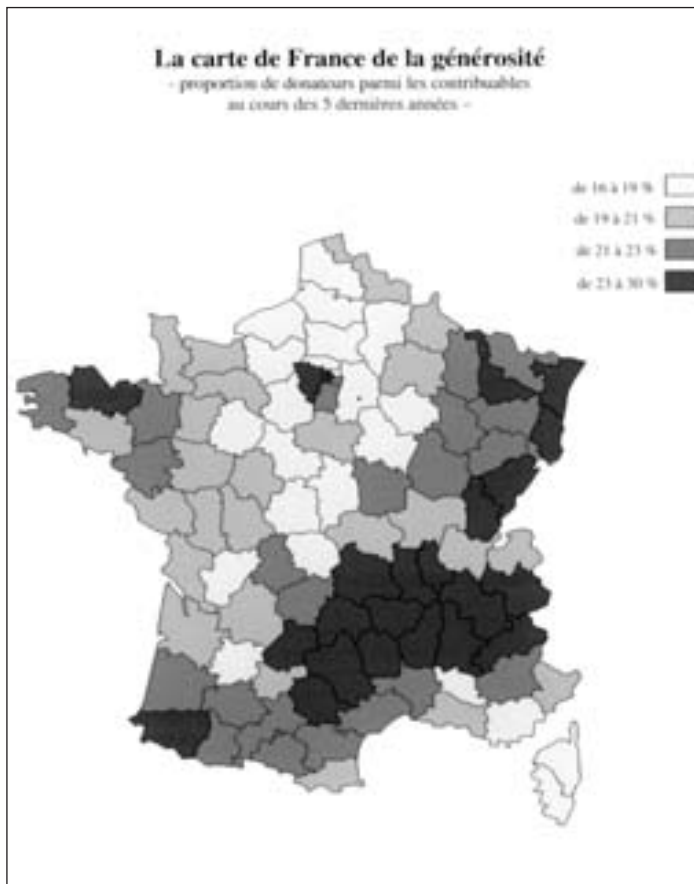 La carte de France de la générosité
- proportion de donateurs parmi les contribuables
au cours des 5 dernières années -
de 16 à 19 %
de 19 à 21 %
de 21 à 23 %
de 23 à 30 %